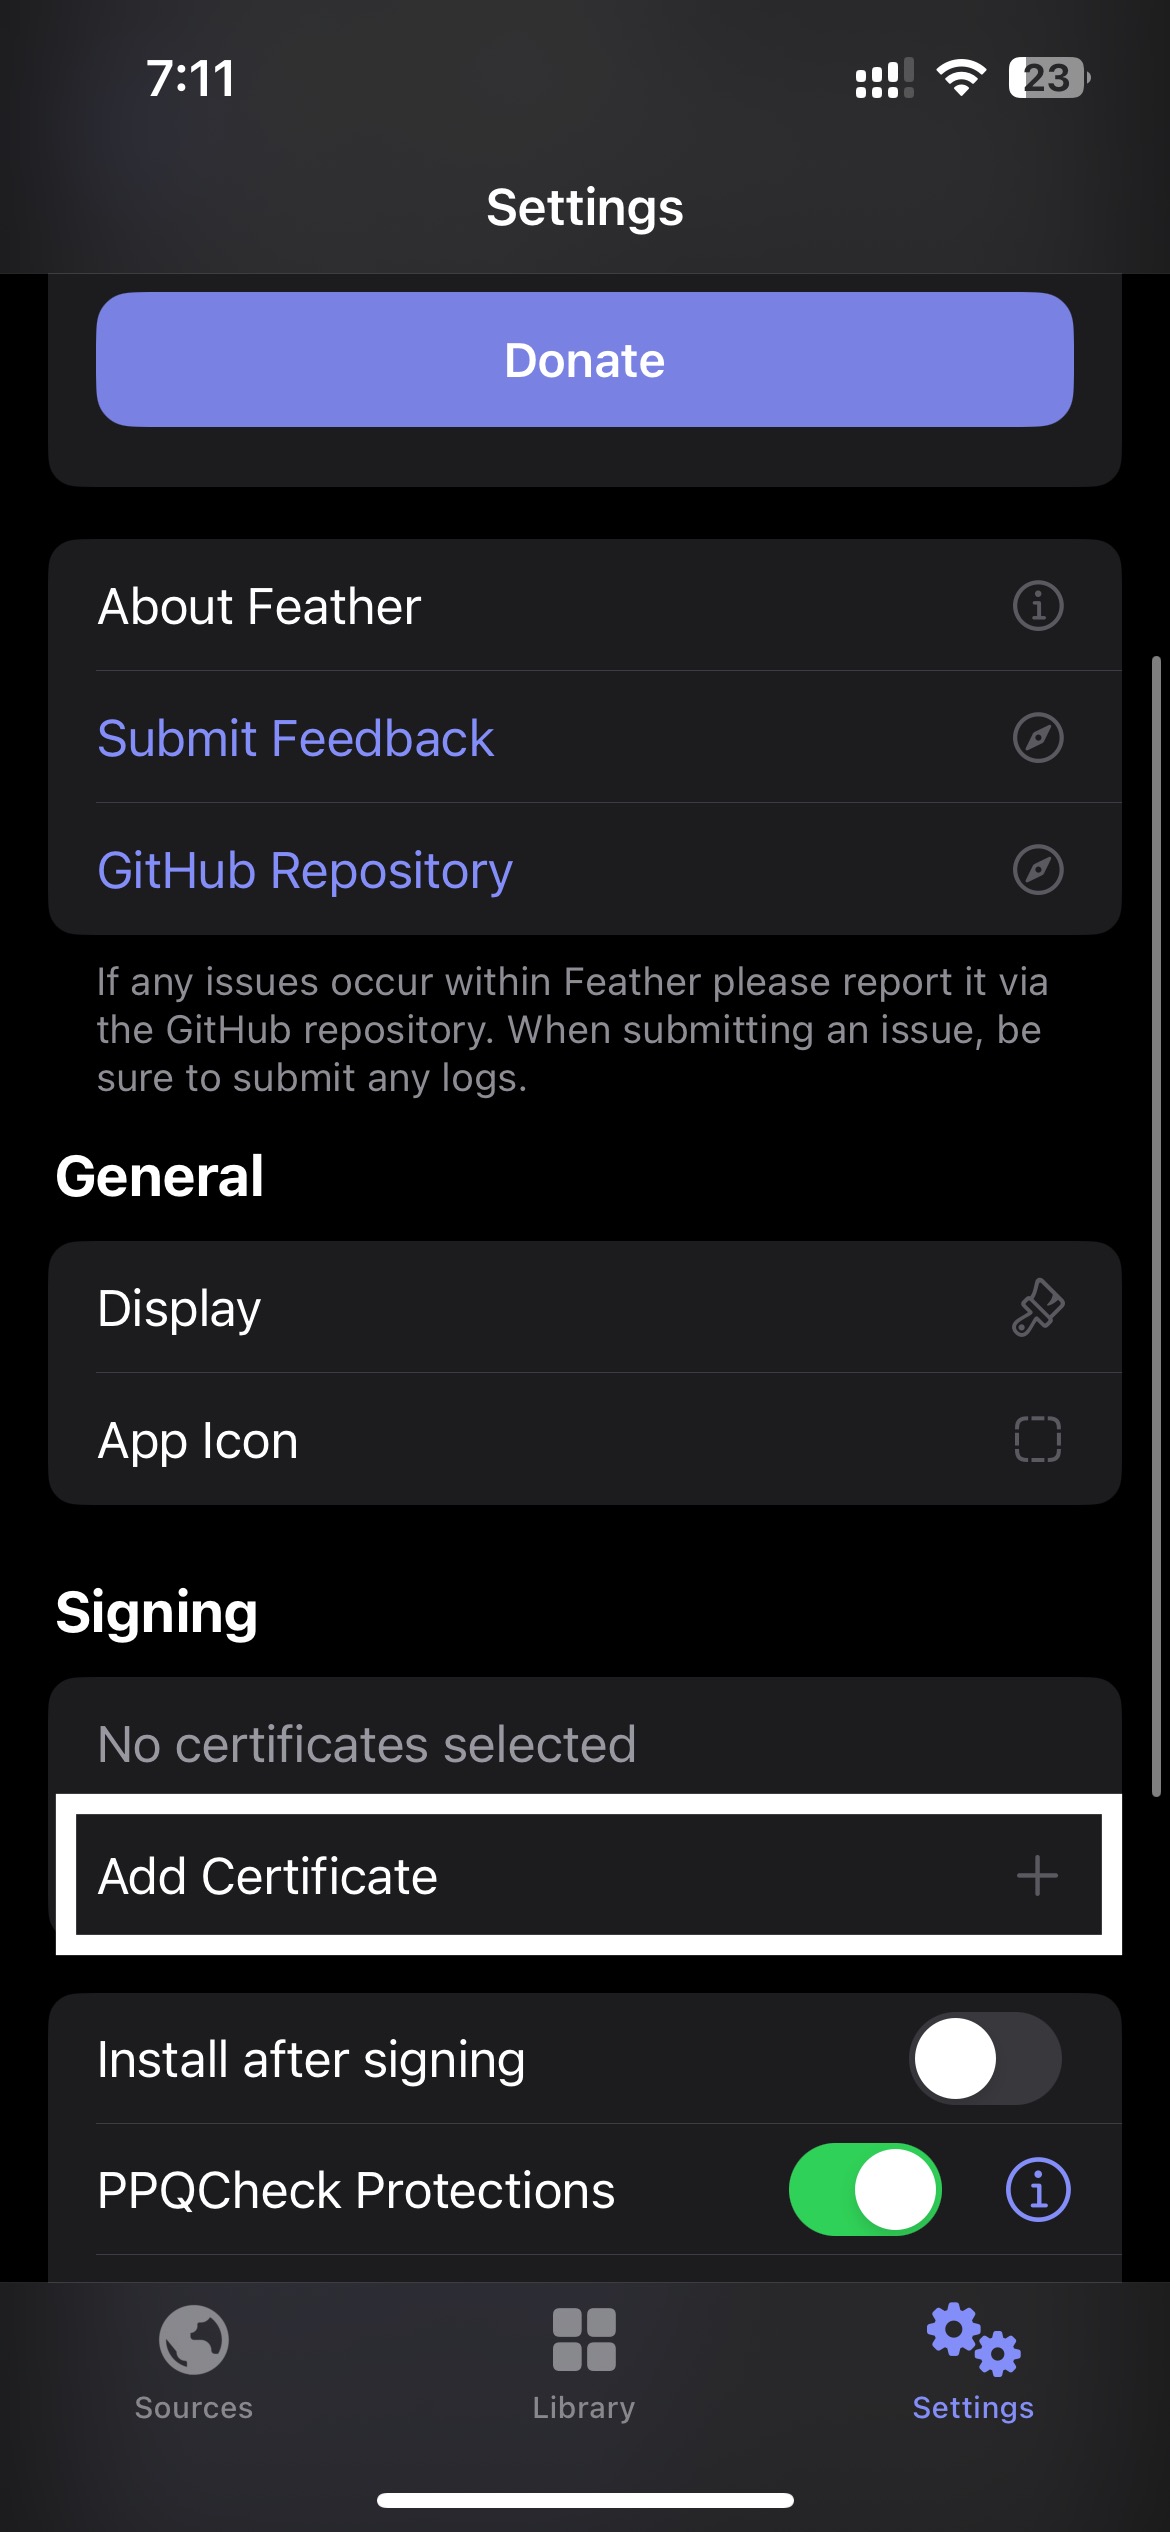 7:11
23
Settings
Donate
About Feather
Submit Feedback
GitHub Repository
If any issues occur within Feather please report it via
the GitHub repository. When submitting an issue, be
sure to submit any logs.
General
Display
App Icon
Signing
No certificates selected
Add Certificate
Install after signing
PPQCheck Protections
Sources
Library
Settings